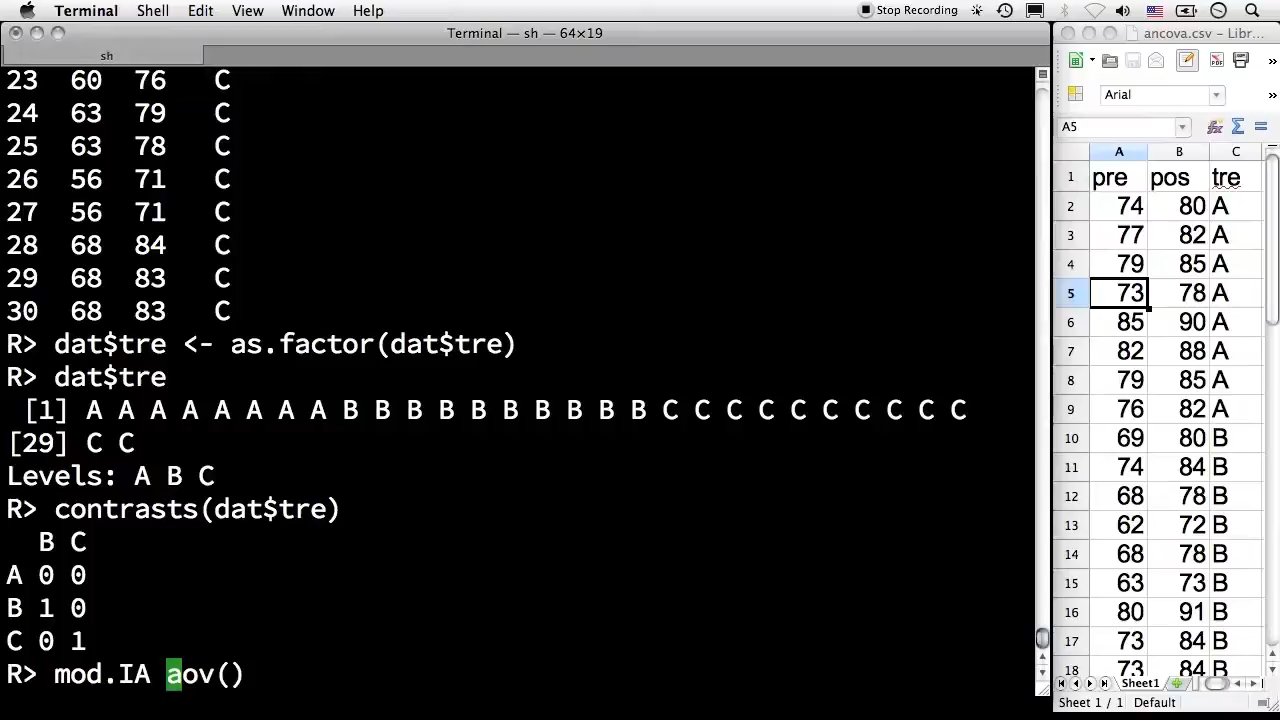 Terminal Shell Edit View Window Help Stop Recording
Terminal — sh — 64×19
sh
23 60 76 C
24 63 79 C
25 63 78 C
26 56 71 C
27 56 71 C
28 68 84 C
29 68 83 C
30 68 83 C
R> dat$tre <- as.factor(dat$tre)
R> dat$tre
[1] A A A A A A A A B B B B B B B B B B C C C C C C C C C C
[29] C C
Levels: A B C
R> contrasts(dat$tre)
B C
A 0 0
B 1 0
C 0 1
R> mod.IA aov()
ancova.csv – Libr...
PDF
»
Arial
»
A5
A B C
1 pre pos tre
2 74 80 A
3 77 82 A
4 79 85 A
5 73 78 A
6 85 90 A
7 82 88 A
8 79 85 A
9 76 82 A
10 69 80 B
11 74 84 B
12 68 78 B
13 62 72 B
14 68 78 B
15 63 73 B
16 80 91 B
17 73 84 B
18 73 84 B
Sheet1
Sheet 1 / 1 Default